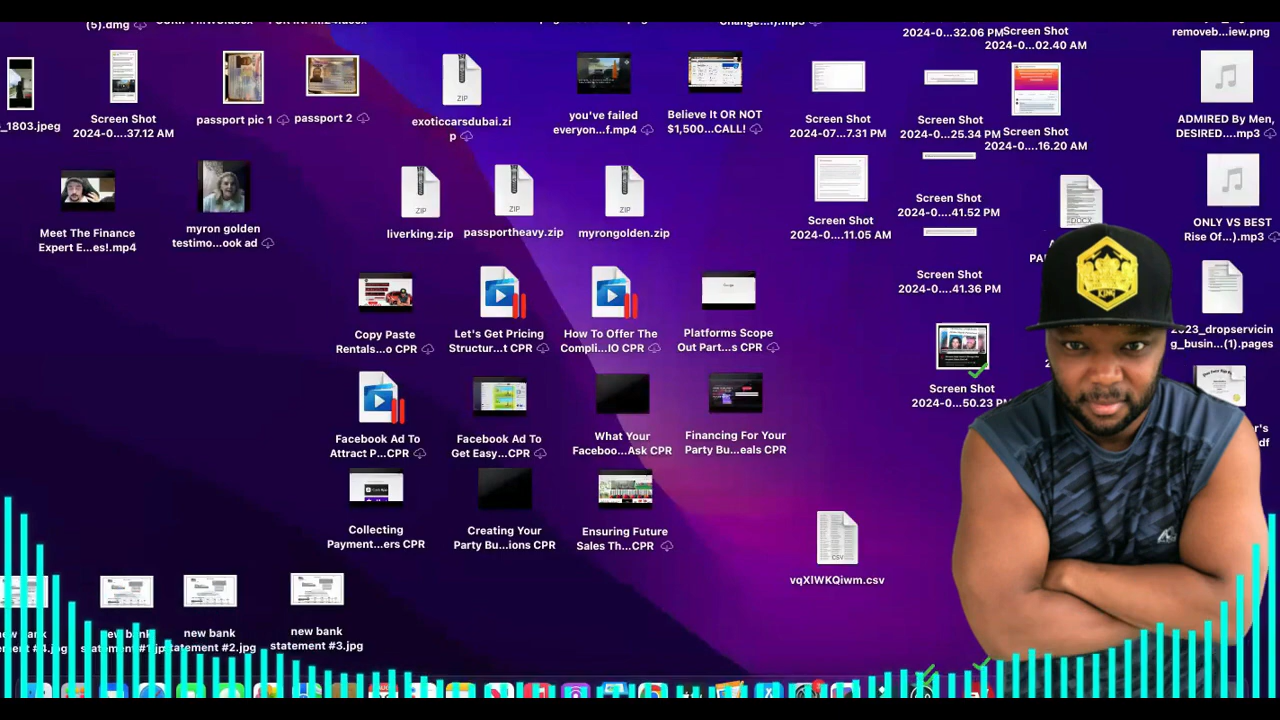 (5).dmg
removeb...iew.png
2024-0....32.06 PM
Screen Shot
2024-0....02.40 AM
_1803.jpeg
Screen Shot
2024-0....37.12 AM
passport pic 1
passport 2
exoticcarsdubai.zi
p
you've failed
everyon...f.mp4
Believe It OR NOT
$1,500...CALL!
Screen Shot
2024-07...7.31 PM
Screen Shot
2024-0....25.34 PM
Screen Shot
2024-0....16.20 AM
ADMIRED By Men,
DESIRED....mp3
ZIP
Meet The Finance
Expert E...es!.mp4
myron golden
testimo...ook ad
ZIP
liverking.zip
ZIP
passportheavy.zip
ZIP
myrongolden.zip
Screen Shot
2024-0....11.05 AM
Screen Shot
2024-0....41.52 PM
DOCX
ONLY VS BEST
Rise Of...).mp3
Screen Shot
2024-0....41.36 PM
Copy Paste
Rentals...o CPR
Let's Get Pricing
Structur...t CPR
How To Offer The
Compli...IO CPR
Platforms Scope
Out Part...s CPR
2023_dropservicin
g_busin...(1).pages
Screen Shot
2024-0....50.23 PM
Facebook Ad To
Attract P...CPR
Facebook Ad To
Get Easy...CPR
What Your
Faceboo...Ask CPR
Financing For Your
Party Bu...eals CPR
Collecting
Payment...ers CPR
Creating Your
Party Bu...ions CPR
Ensuring Future
Sales Th...CPR
CSV
vqXIWKQiwm.csv
new bank
statement #2.jpg
new bank
statement #3.jpg